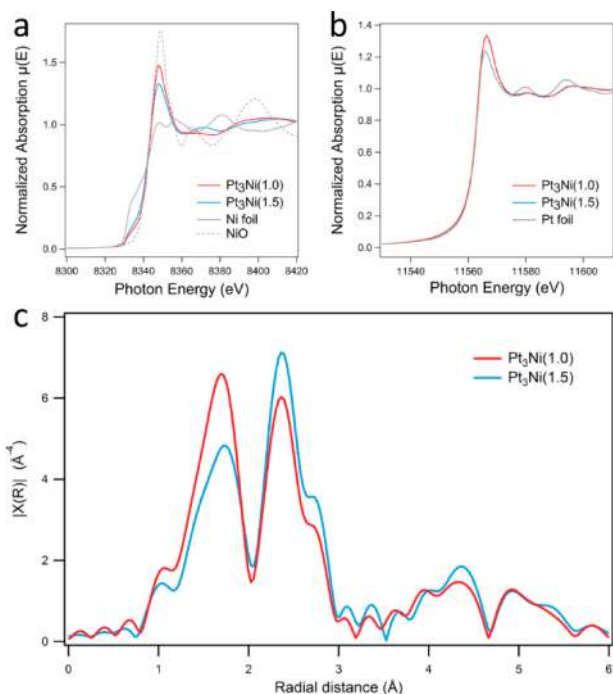 a
Normalized Absorption μ(E)
1.5
1.0
0.5
0.0
Pt₃Ni(1.0)
Pt₃Ni(1.5)
Ni foil
NiO
8300 8320 8340 8360 8380 8400 8420
Photon Energy (eV)
b
Normalized Absorption μ(E)
1.4
1.2
1.0
0.8
0.6
0.4
0.2
0.0
Pt₃Ni(1.0)
Pt₃Ni(1.5)
Pt foil
11540 11560 11580 11600
Photon Energy (eV)
c
|X(R)| (Å⁻⁴)
8
6
4
2
0
Pt₃Ni(1.0)
Pt₃Ni(1.5)
0 1 2 3 4 5 6
Radial distance (Å)